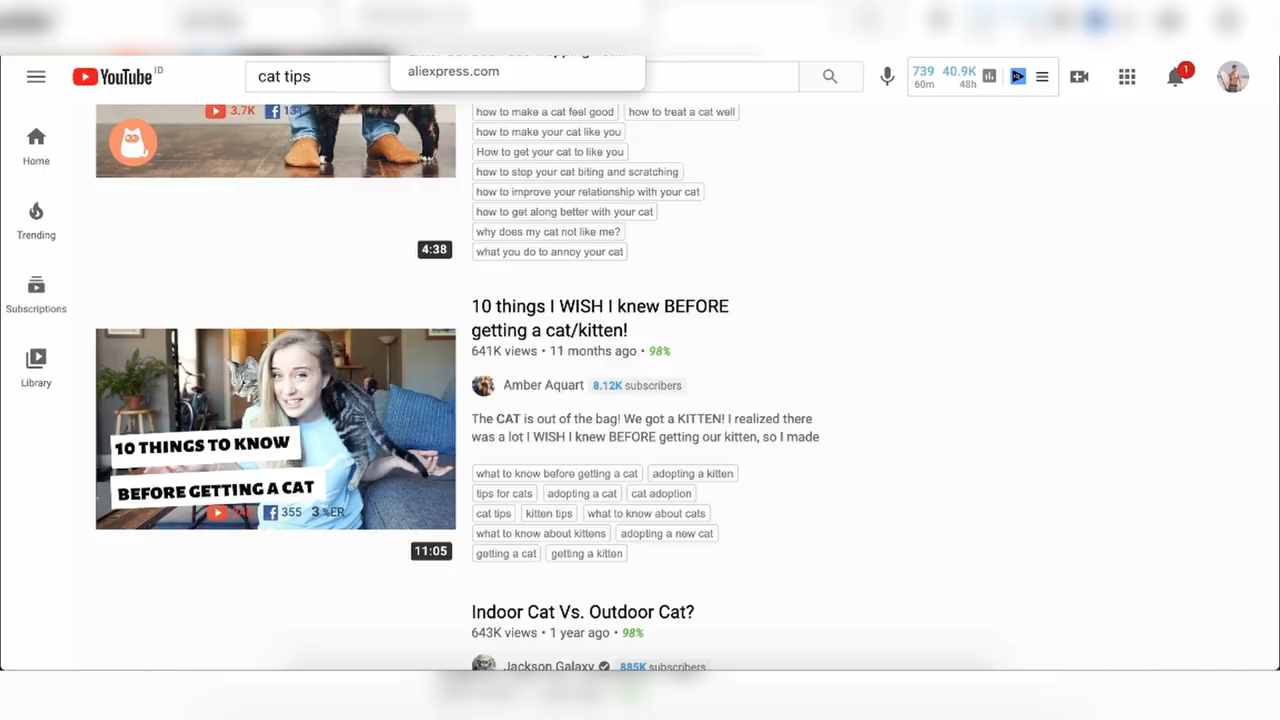 aliexpress.com
YouTube ID
cat tips
739 40.9K
60m 48h
1
Home
Trending
Subscriptions
Library
3.7K
4:38
how to make a cat feel good how to treat a cat well
how to make your cat like you
How to get your cat to like you
how to stop your cat biting and scratching
how to improve your relationship with your cat
how to get along better with your cat
why does my cat not like me?
what you do to annoy your cat
10 THINGS TO KNOW
BEFORE GETTING A CAT
355 3 %ER
11:05
10 things I WISH I knew BEFORE
getting a cat/kitten!
641K views • 11 months ago • 98%
Amber Aquart 8.12K subscribers
The CAT is out of the bag! We got a KITTEN! I realized there
was a lot I WISH I knew BEFORE getting our kitten, so I made
what to know before getting a cat adopting a kitten
tips for cats adopting a cat cat adoption
cat tips kitten tips what to know about cats
what to know about kittens adopting a new cat
getting a cat getting a kitten
Indoor Cat Vs. Outdoor Cat?
643K views • 1 year ago • 98%
Jackson Galaxy 885K subscribers